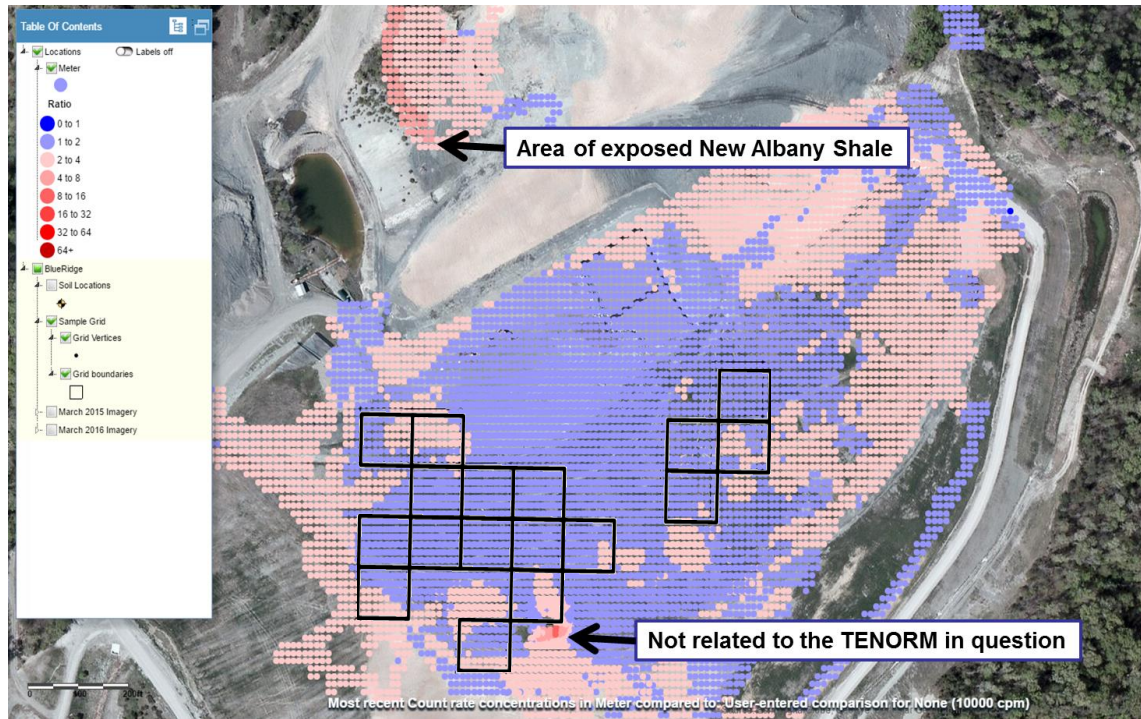 Table Of Contents
Locations
Labels off
Meter
Ratio
0 to 1
1 to 2
2 to 4
4 to 8
8 to 16
16 to 32
32 to 64
64+
BlueRidge
Soil Locations
Sample Grid
Grid Vertices
Grid boundaries
March 2015 Imagery
March 2016 Imagery
Area of exposed New Albany Shale
Not related to the TENORM in question
0
200ft
Most recent Count rate concentrations in Meter compared to: User-entered comparison for None (10000 cpm)